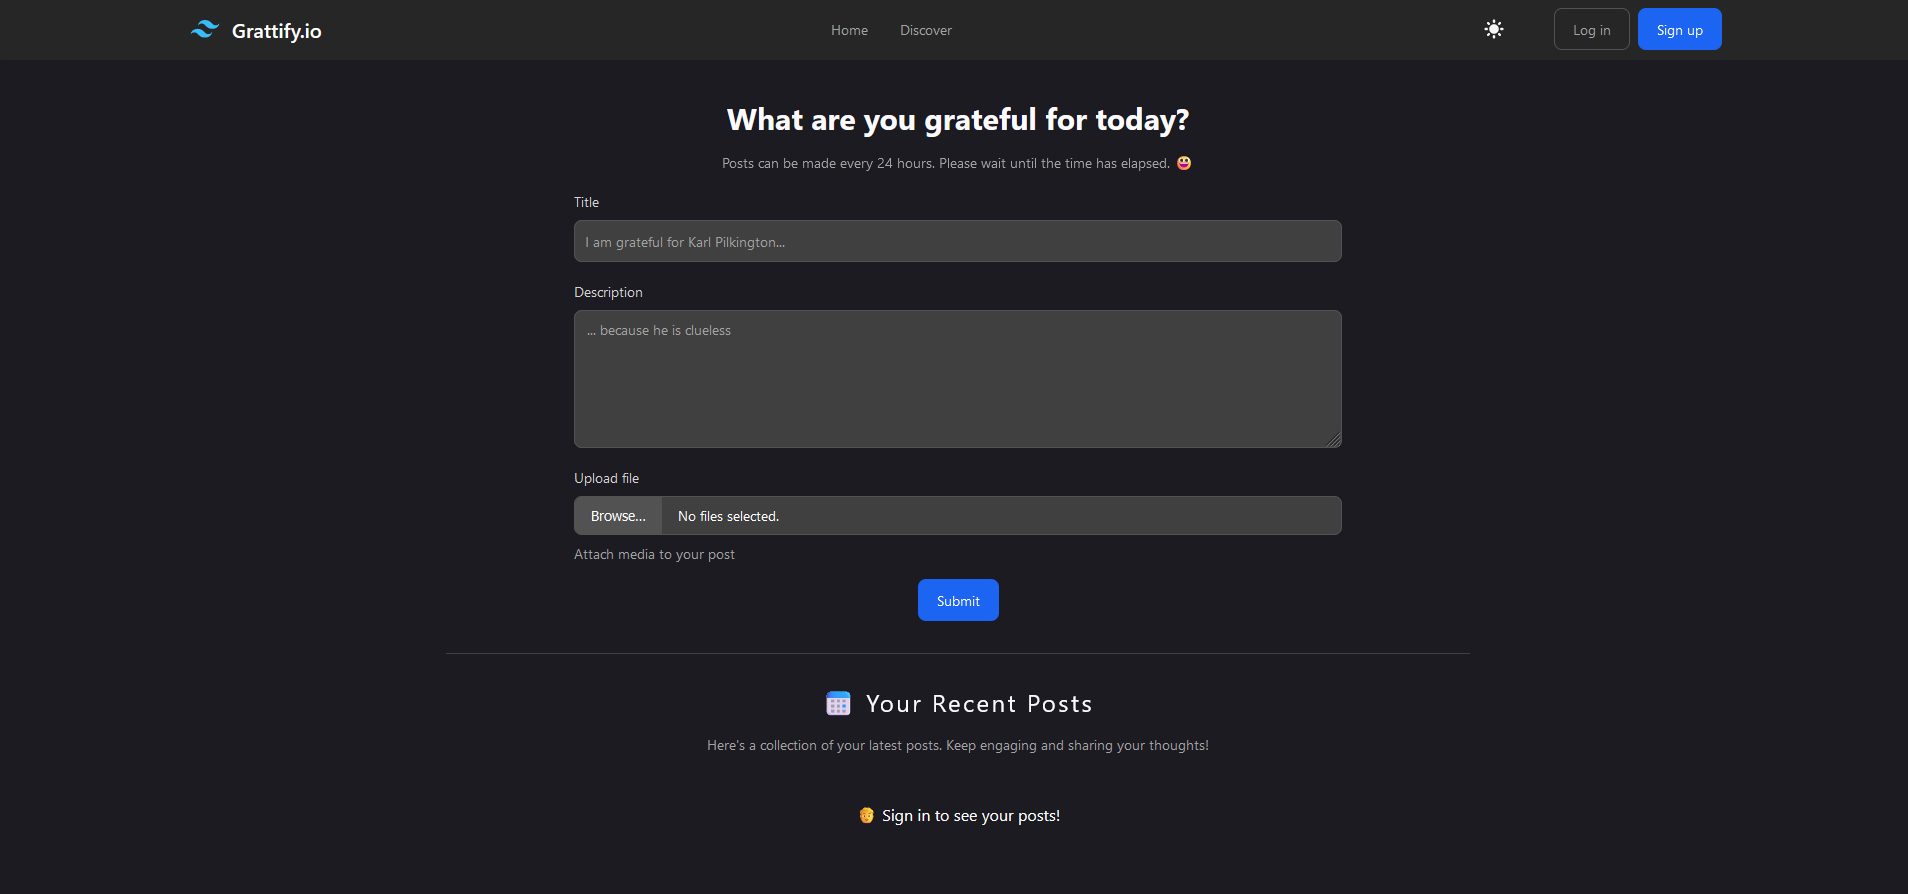 Grattify.io
Home
Discover
Log in
Sign up
What are you grateful for today?
Posts can be made every 24 hours. Please wait until the time has elapsed. 😃
Title
I am grateful for Karl Pilkington...
Description
... because he is clueless
Upload file
Browse... No files selected.
Attach media to your post
Submit
Your Recent Posts
Here's a collection of your latest posts. Keep engaging and sharing your thoughts!
Sign in to see your posts!